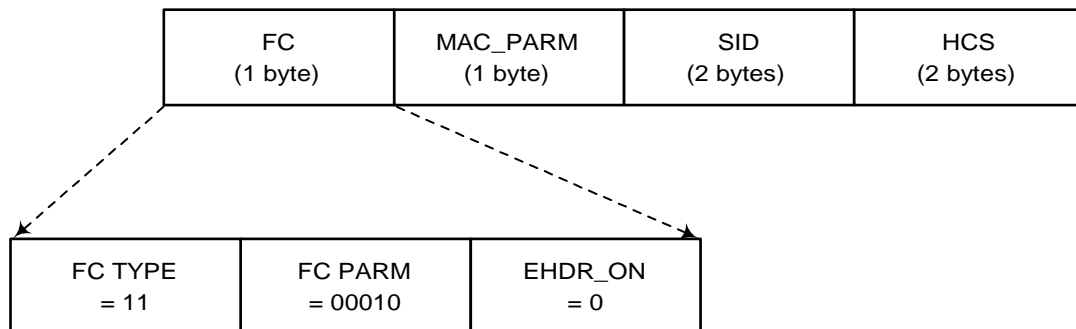 FC
(1 byte)
MAC_PARM
(1 byte)
SID
(2 bytes)
HCS
(2 bytes)
FC TYPE
= 11
FC PARM
= 00010
EHDR_ON
= 0